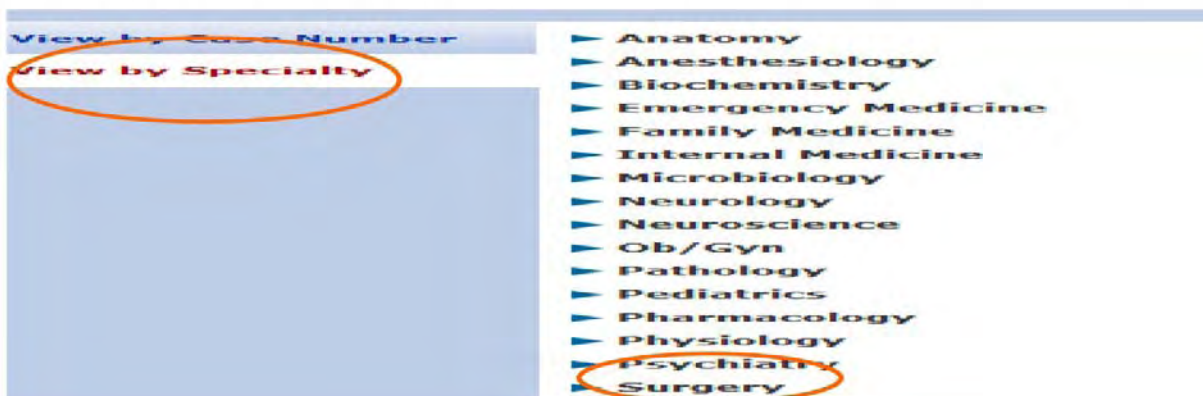 View by Case Number
View by Specialty
Anatomy
Anesthesiology
Biochemistry
Emergency Medicine
Family Medicine
Internal Medicine
Microbiology
Neurology
Neuroscience
Ob/Gyn
Pathology
Pediatrics
Pharmacology
Physiology
Psychiatry
Surgery